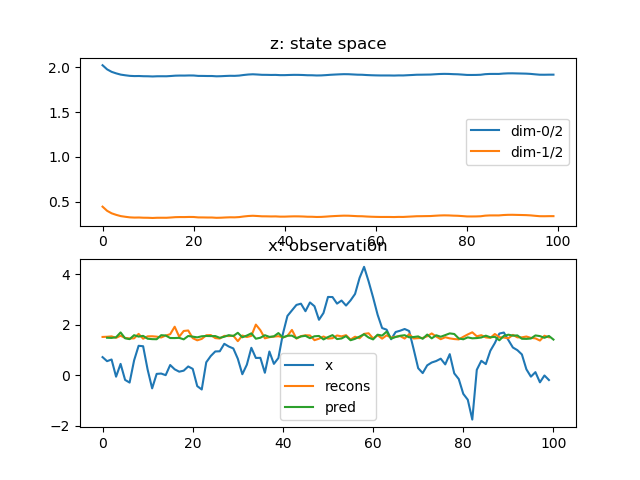 z: state space
2.0
1.5
1.0
0.5
dim-0/2
dim-1/2
0 20 40 60 80 100
x: observation
4
2
0
−2
x
recons
pred
0 20 40 60 80 100